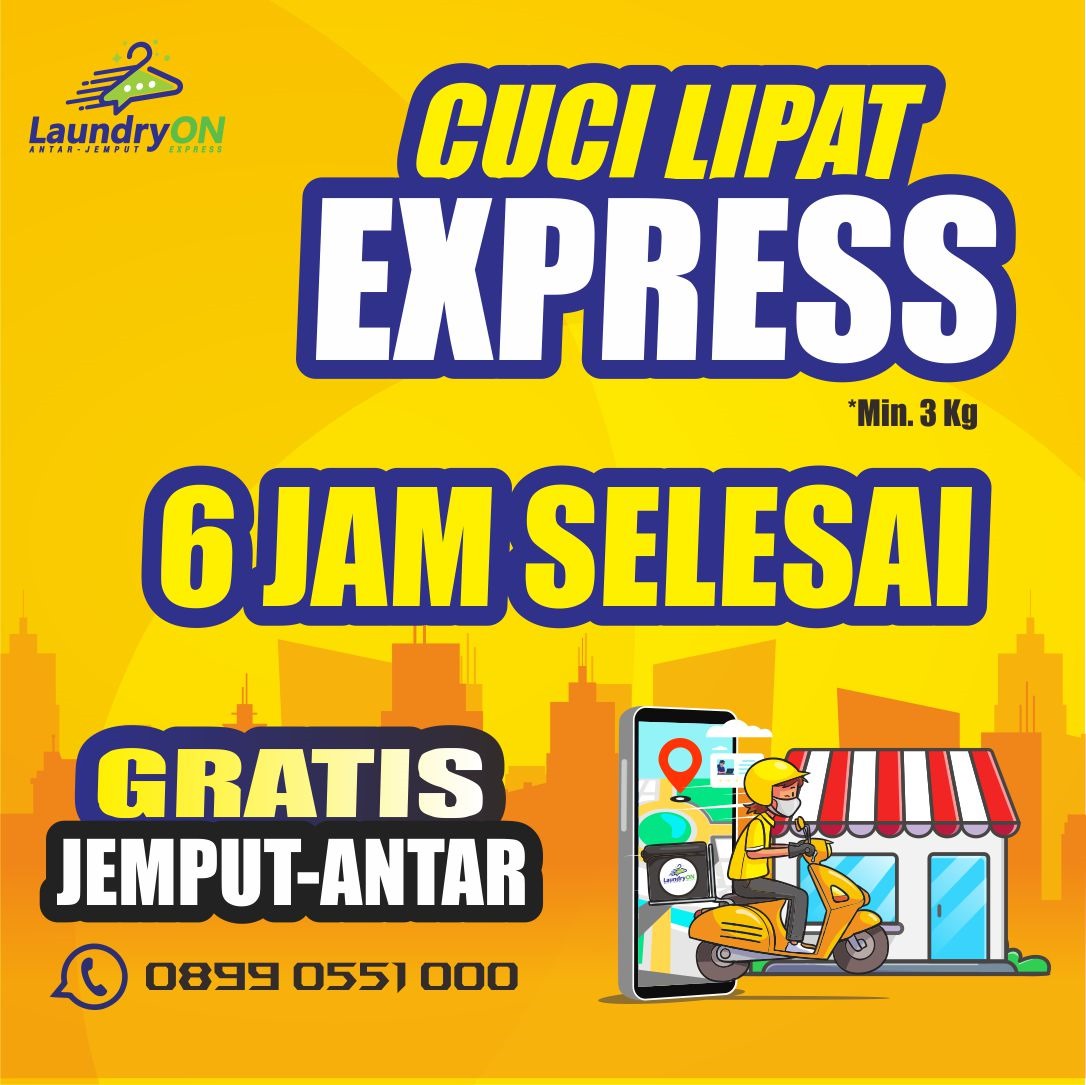 LaundryON
ANTAR-JEMPUT EXPRESS
CUCI LIPAT
EXPRESS
*Min. 3 Kg
6 JAM SELESAI
GRATIS
JEMPUT-ANTAR
0899 0551 000
LaundryON